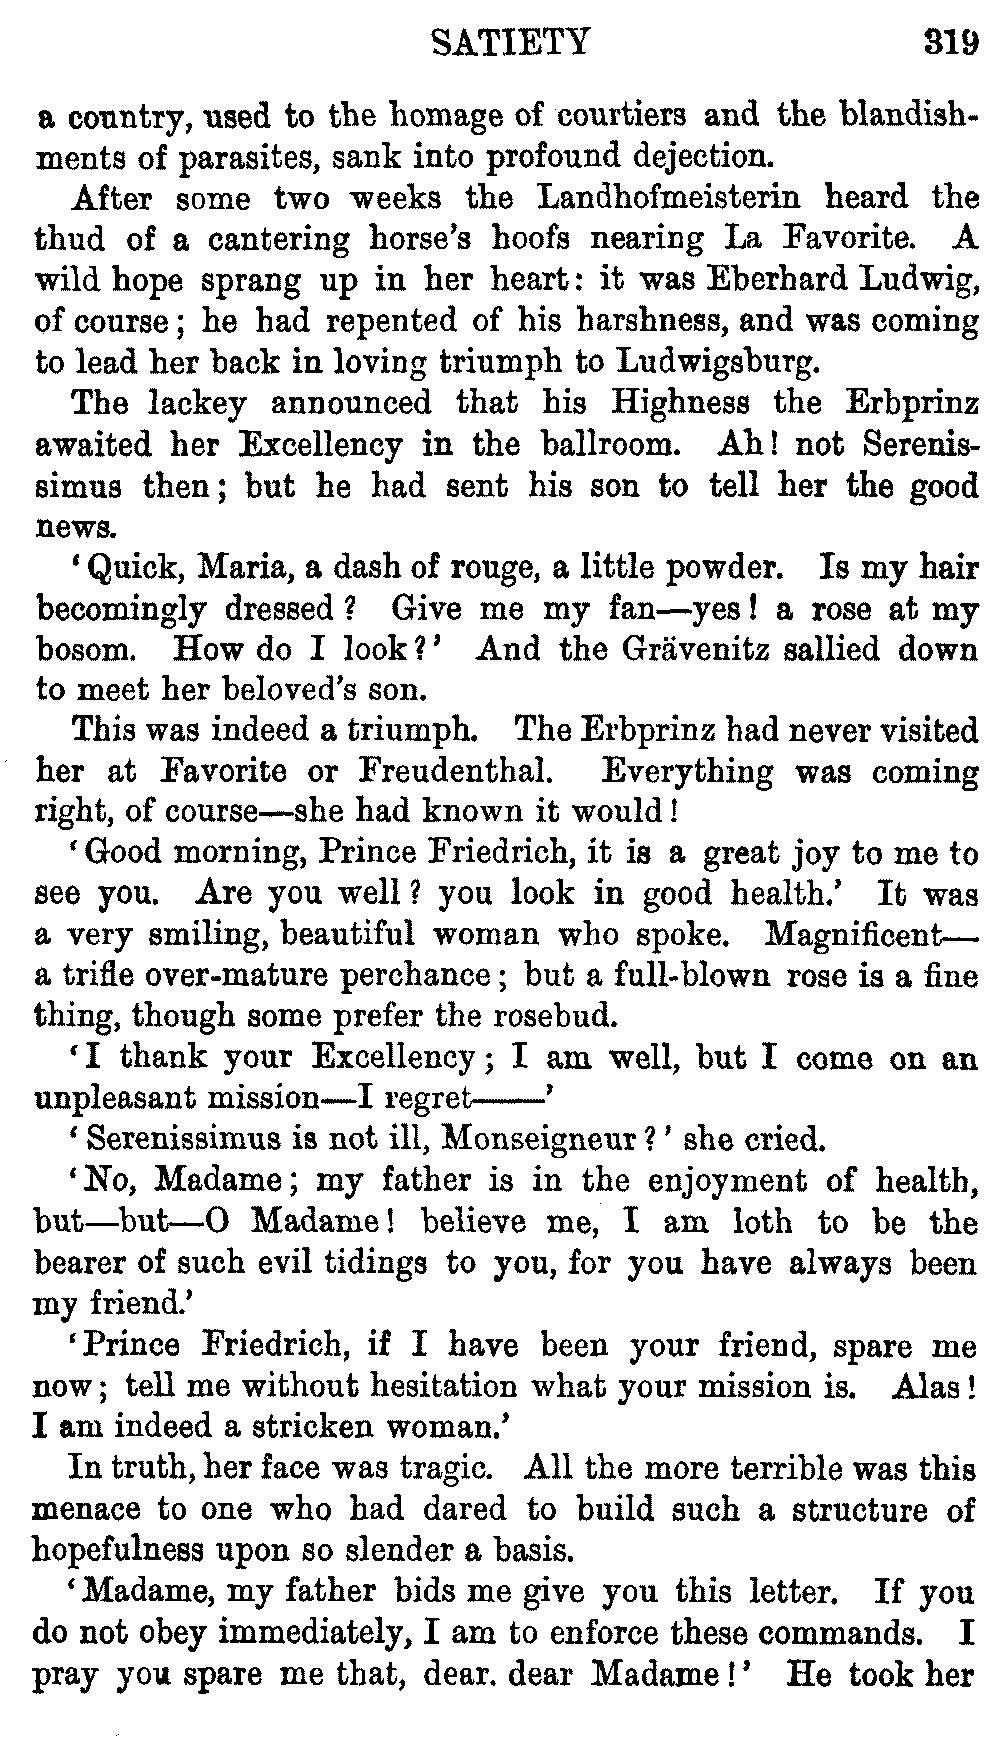 SATIETY 319
a country, used to the homage of courtiers and the blandish-
ments of parasites, sank into profound dejection.
After some two weeks the Landhofmeisterin heard the
thud of a cantering horse's hoofs nearing La Favorite. A
wild hope sprang up in her heart: it was Eberhard Ludwig,
of course; he had repented of his harshness, and was coming
to lead her back in loving triumph to Ludwigsburg.
The lackey announced that his Highness the Erbprinz
awaited her Excellency in the ballroom. Ah! not Serenis-
simus then; but he had sent his son to tell her the good
news.
'Quick, Maria, a dash of rouge, a little powder. Is my hair
becomingly dressed? Give me my fan—yes! a rose at my
bosom. How do I look?' And the Grävenitz sallied down
to meet her beloved's son.
This was indeed a triumph. The Erbprinz had never visited
her at Favorite or Freudenthal. Everything was coming
right, of course—she had known it would!
'Good morning, Prince Friedrich, it is a great joy to me to
see you. Are you well? you look in good health.' It was
a very smiling, beautiful woman who spoke. Magnificent—
a trifle over-mature perchance; but a full-blown rose is a fine
thing, though some prefer the rosebud.
'I thank your Excellency; I am well, but I come on an
unpleasant mission—I regret——'
'Serenissimus is not ill, Monseigneur?' she cried.
'No, Madame; my father is in the enjoyment of health,
but—but—O Madame! believe me, I am loth to be the
bearer of such evil tidings to you, for you have always been
my friend.'
'Prince Friedrich, if I have been your friend, spare me
now; tell me without hesitation what your mission is. Alas!
I am indeed a stricken woman.'
In truth, her face was tragic. All the more terrible was this
menace to one who had dared to build such a structure of
hopefulness upon so slender a basis.
'Madame, my father bids me give you this letter. If you
do not obey immediately, I am to enforce these commands. I
pray you spare me that, dear. dear Madame!' He took her